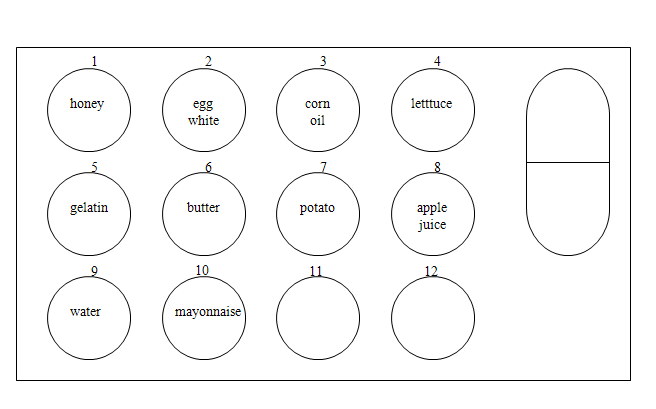 1 2 3 4
honey
egg
white
corn
oil
letttuce
5 6 7 8
gelatin
butter
potato
apple
juice
9 10 11 12
water
mayonnaise